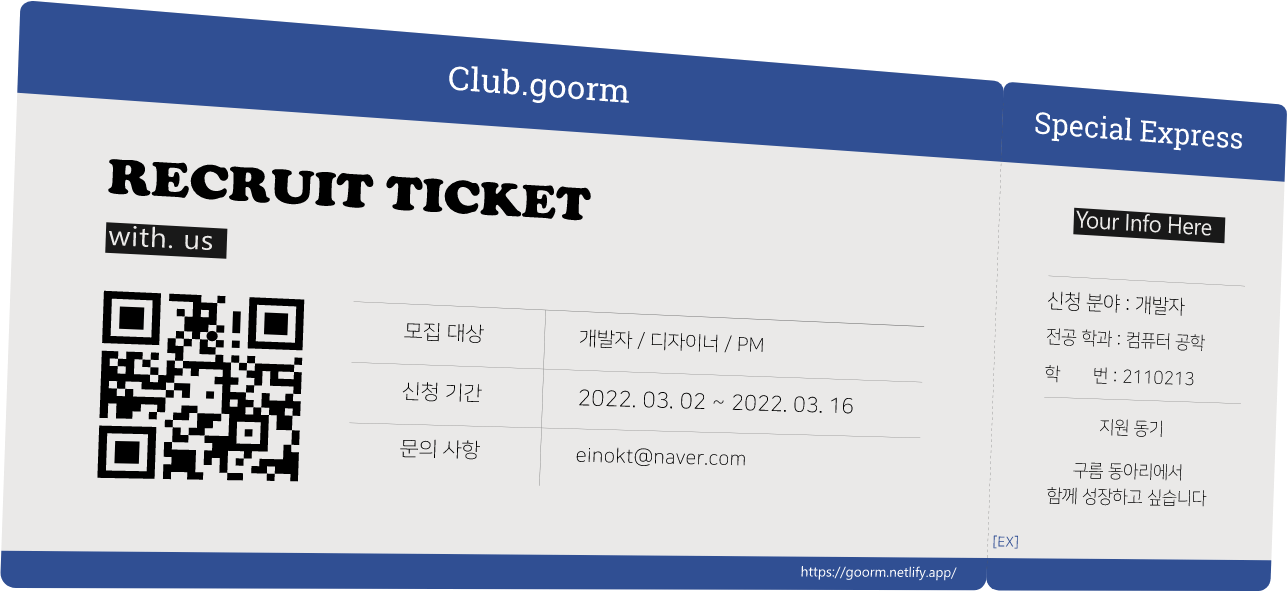 Club.goorm
Special Express
RECRUIT TICKET
with. us
모집 대상
개발자 / 디자이너 / PM
신청 기간
2022. 03. 02 ~ 2022. 03. 16
문의 사항
einokt@naver.com
https://goorm.netlify.app/
Your Info Here
신청 분야 : 개발자
전공 학과 : 컴퓨터 공학
학 번 : 2110213
지원 동기
구름 동아리에서
함께 성장하고 싶습니다
[EX]